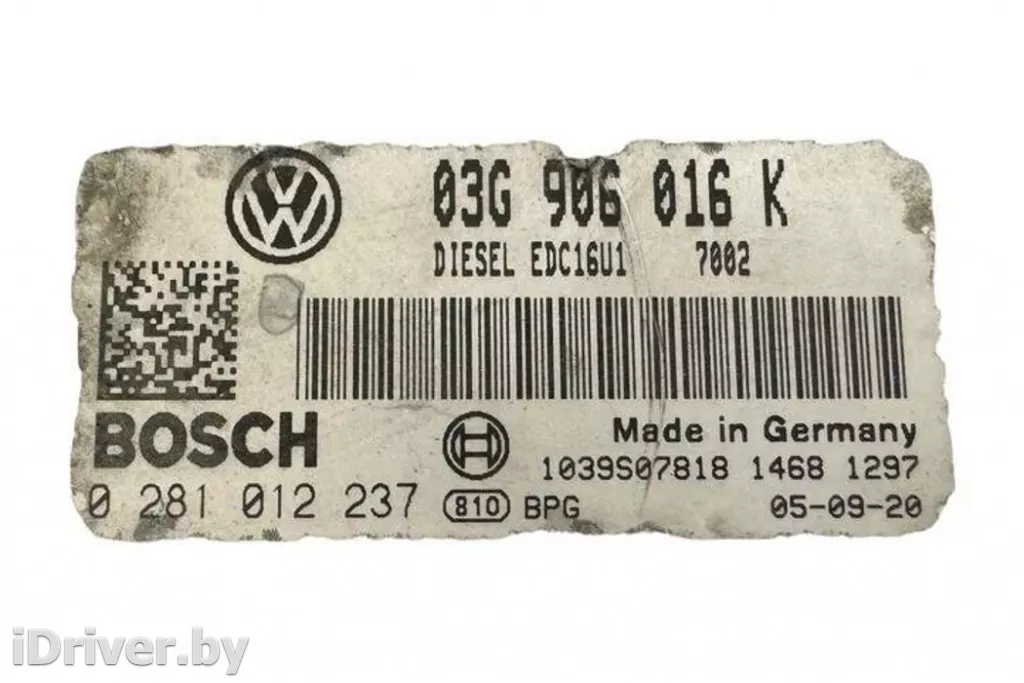 03G 906 016 K
DIESEL EDC16U1 7002
BOSCH
Made in Germany
1039S07818 1468 1297
0 281 012 237 810 BPG 05-09-20
iDriver.by